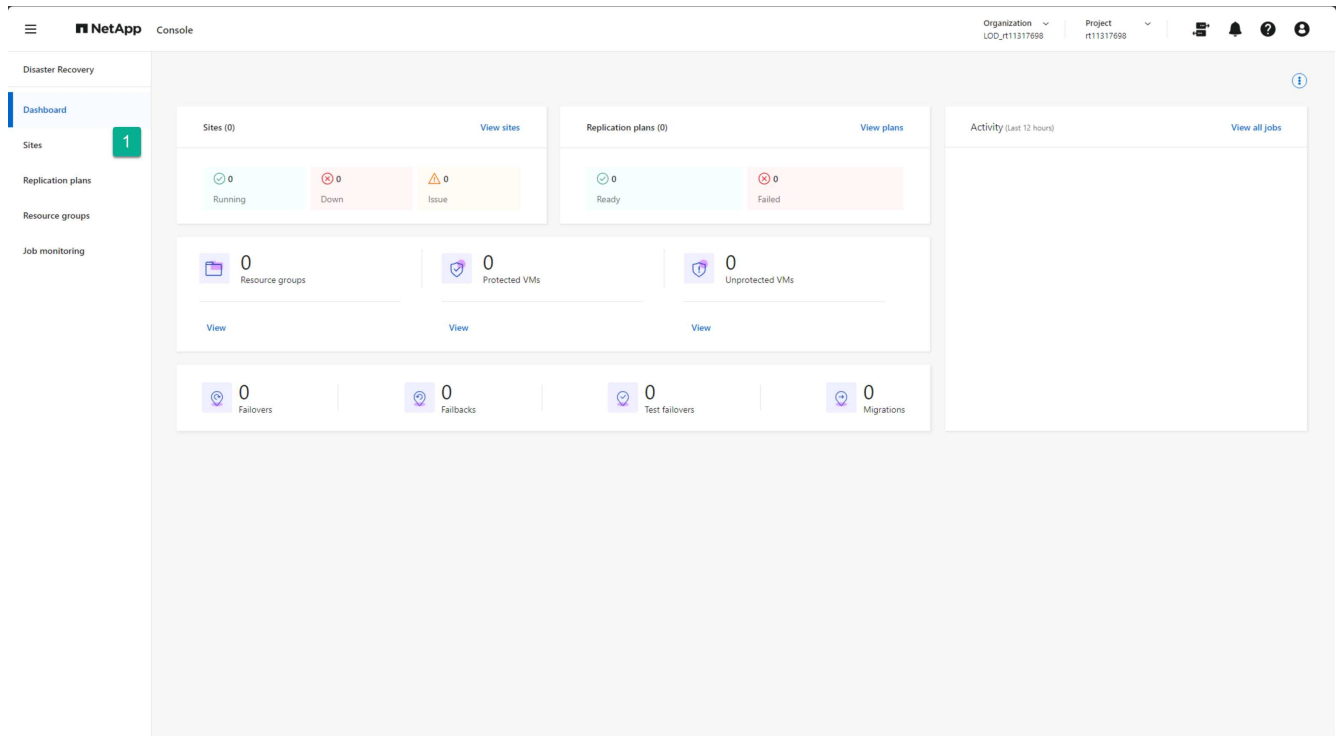 NetApp Console
Organization
LOD_rt11317698
Project
rt11317698
Disaster Recovery
Dashboard
Sites
1
Replication plans
Resource groups
Job monitoring
Sites (0)
View sites
0
Running
0
Down
0
Issue
Replication plans (0)
View plans
0
Ready
0
Failed
Activity (Last 12 hours)
View all jobs
0
Resource groups
View
0
Protected VMs
View
0
Unprotected VMs
View
0
Failovers
0
Failbacks
0
Test failovers
0
Migrations